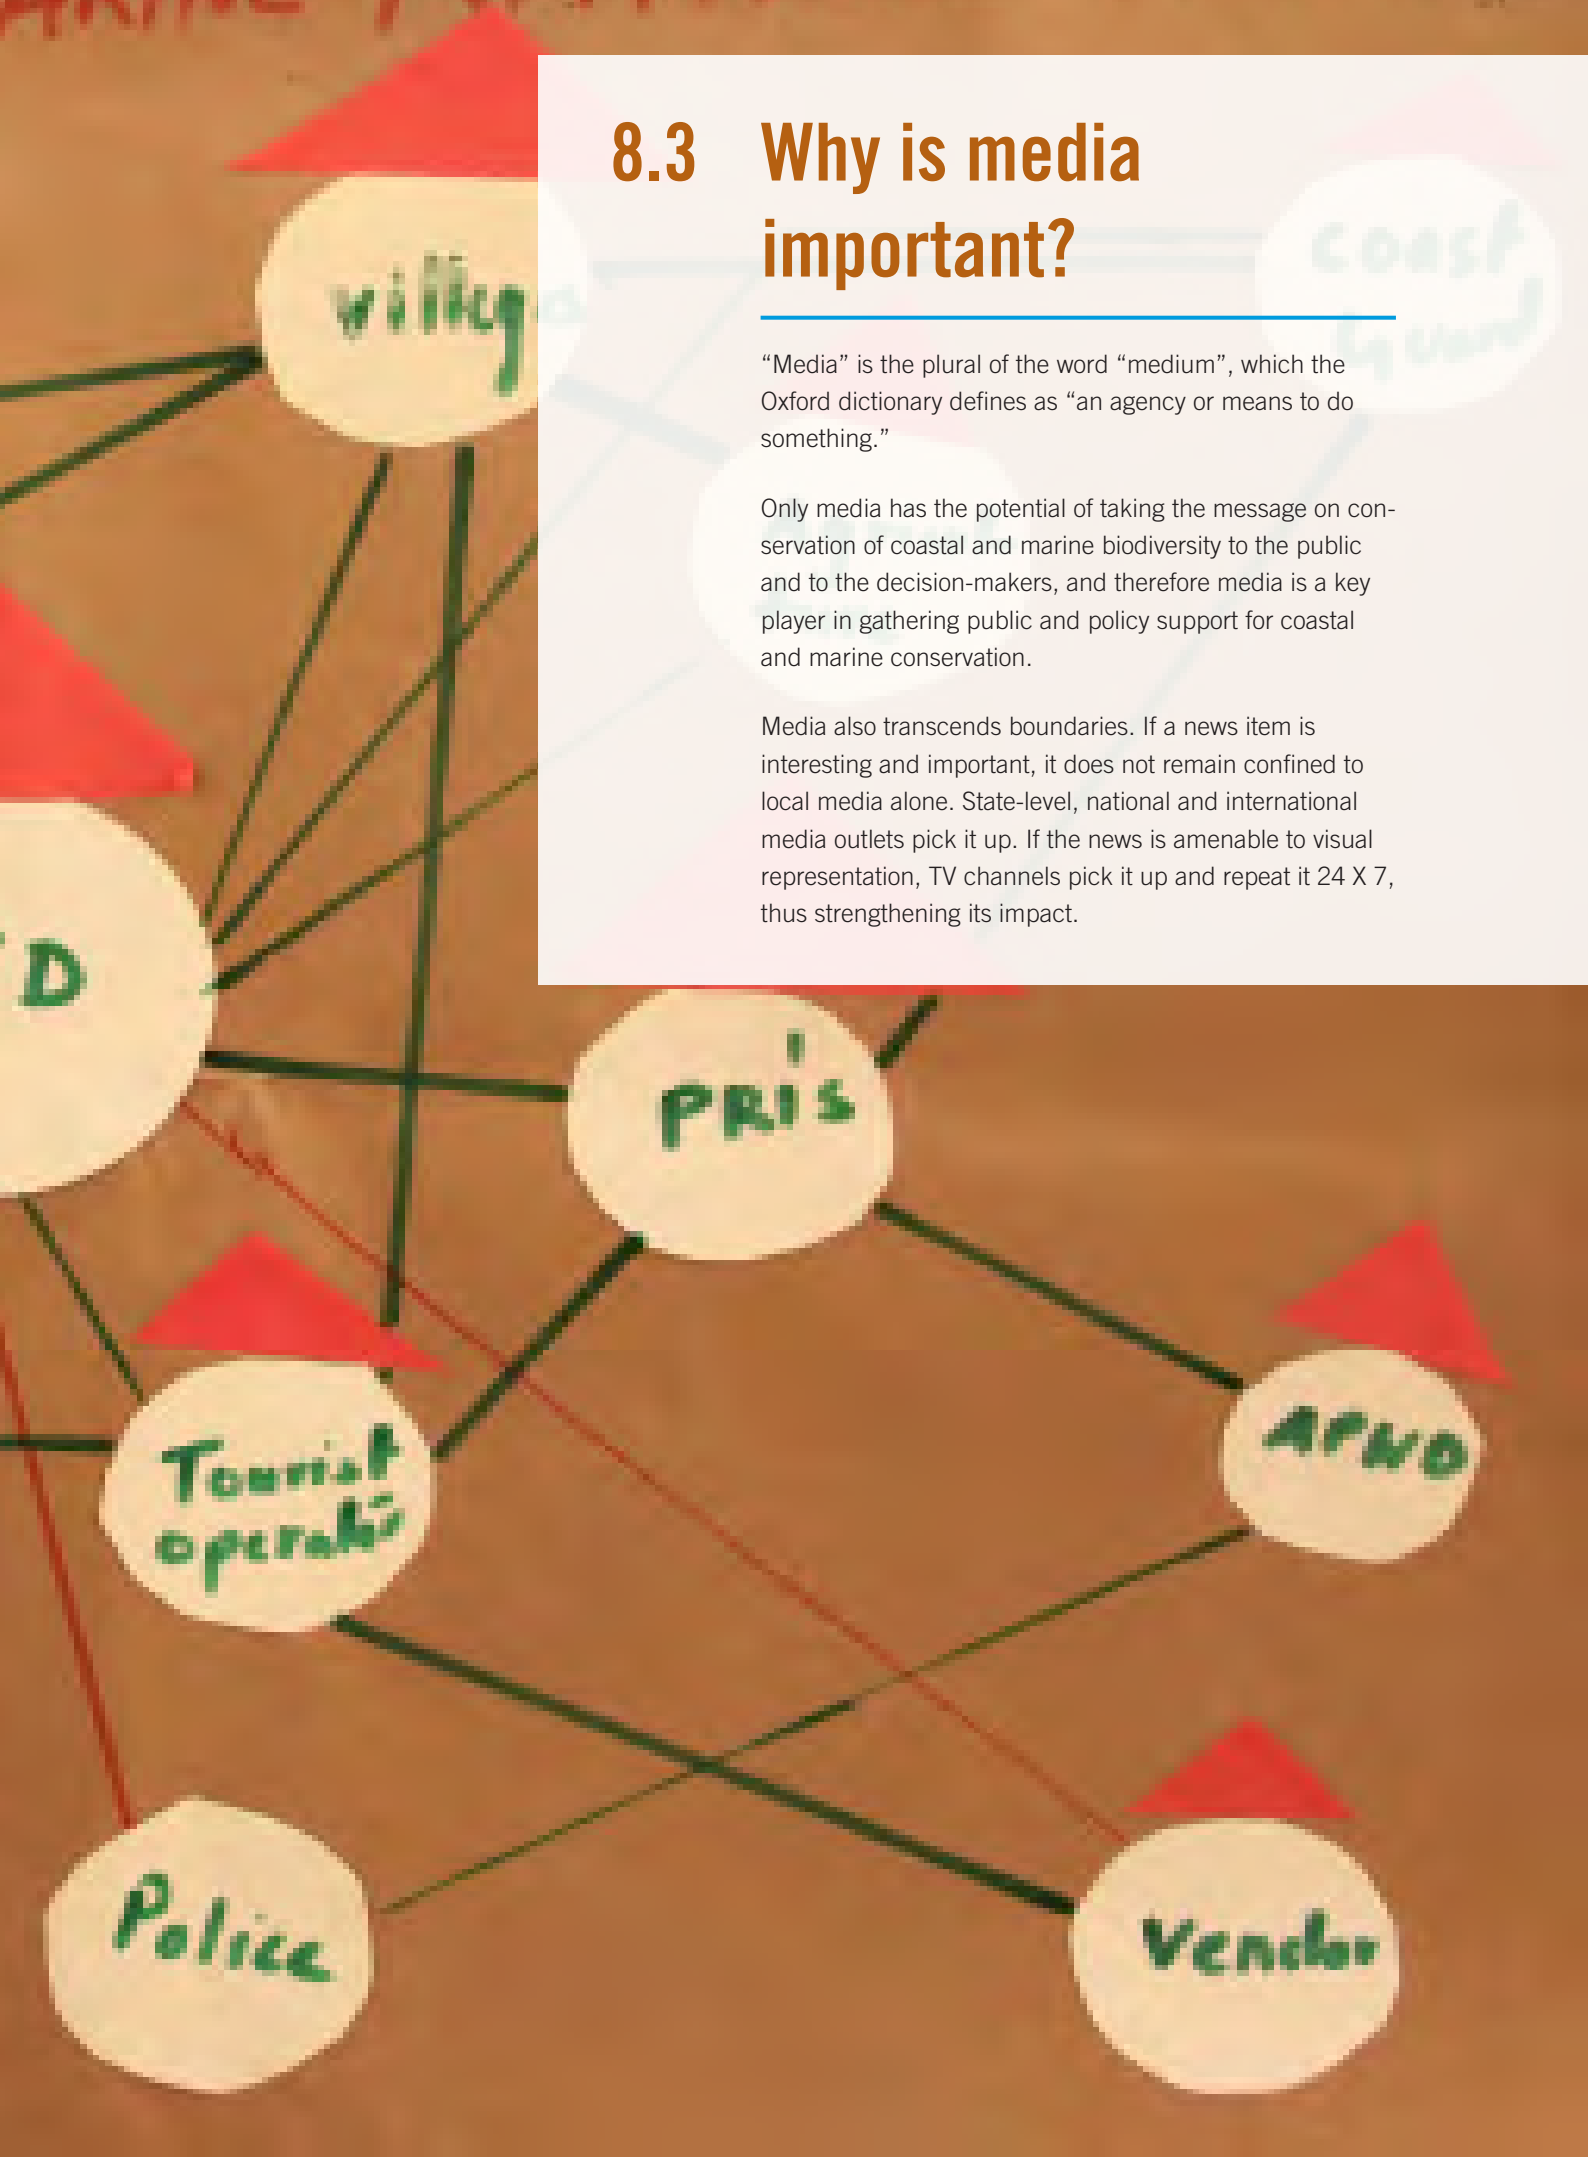 8.3 Why is media
important?
“Media” is the plural of the word “medium”, which the
Oxford dictionary defines as “an agency or means to do
something.”
Only media has the potential of taking the message on con-
servation of coastal and marine biodiversity to the public
and to the decision-makers, and therefore media is a key
player in gathering public and policy support for coastal
and marine conservation.
Media also transcends boundaries. If a news item is
interesting and important, it does not remain confined to
local media alone. State-level, national and international
media outlets pick it up. If the news is amenable to visual
representation, TV channels pick it up and repeat it 24 X 7,
thus strengthening its impact.
coast
Guard
D
PRI's
Tourist
Police
Vendor